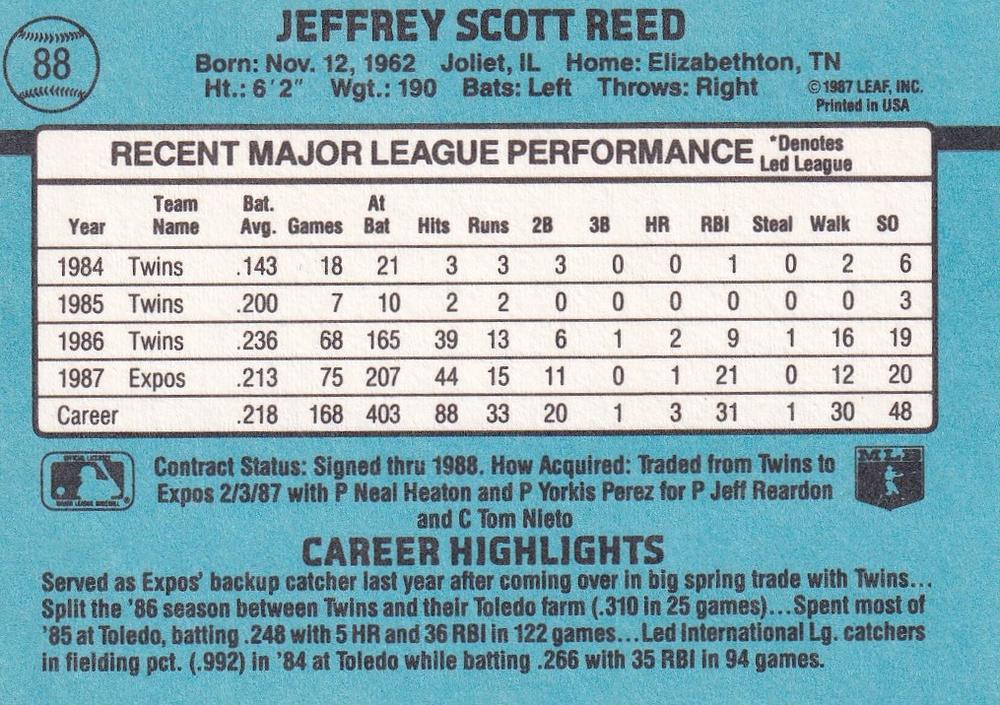 JEFFREY SCOTT REED
88
Born: Nov. 12, 1962 Joliet, IL Home: Elizabethton, TN
Ht.: 6'2" Wgt.: 190 Bats: Left Throws: Right
©1987 LEAF, INC.
Printed in USA
RECENT MAJOR LEAGUE PERFORMANCE
*Denotes
Led League
Year Team Name Bat. Avg. Games At Bat Hits Runs 2B 3B HR RBI Steal Walk SO
1984 Twins .143 18 21 3 3 3 0 0 1 0 2 6
1985 Twins .200 7 10 2 2 0 0 0 0 0 0 3
1986 Twins .236 68 165 39 13 6 1 2 9 1 16 19
1987 Expos .213 75 207 44 15 11 0 1 21 0 12 20
Career .218 168 403 88 33 20 1 3 31 1 30 48
MLB
Contract Status: Signed thru 1988. How Acquired: Traded from Twins to
Expos 2/3/87 with P Neal Heaton and P Yorkis Perez for P Jeff Reardon
and C Tom Nieto
CAREER HIGHLIGHTS
Served as Expos' backup catcher last year after coming over in big spring trade with Twins...
Split the '86 season between Twins and their Toledo farm (.310 in 25 games)...Spent most of
'85 at Toledo, batting .248 with 5 HR and 36 RBI in 122 games...Led International Lg. catchers
in fielding pct. (.992) in '84 at Toledo while batting .266 with 35 RBI in 94 games.